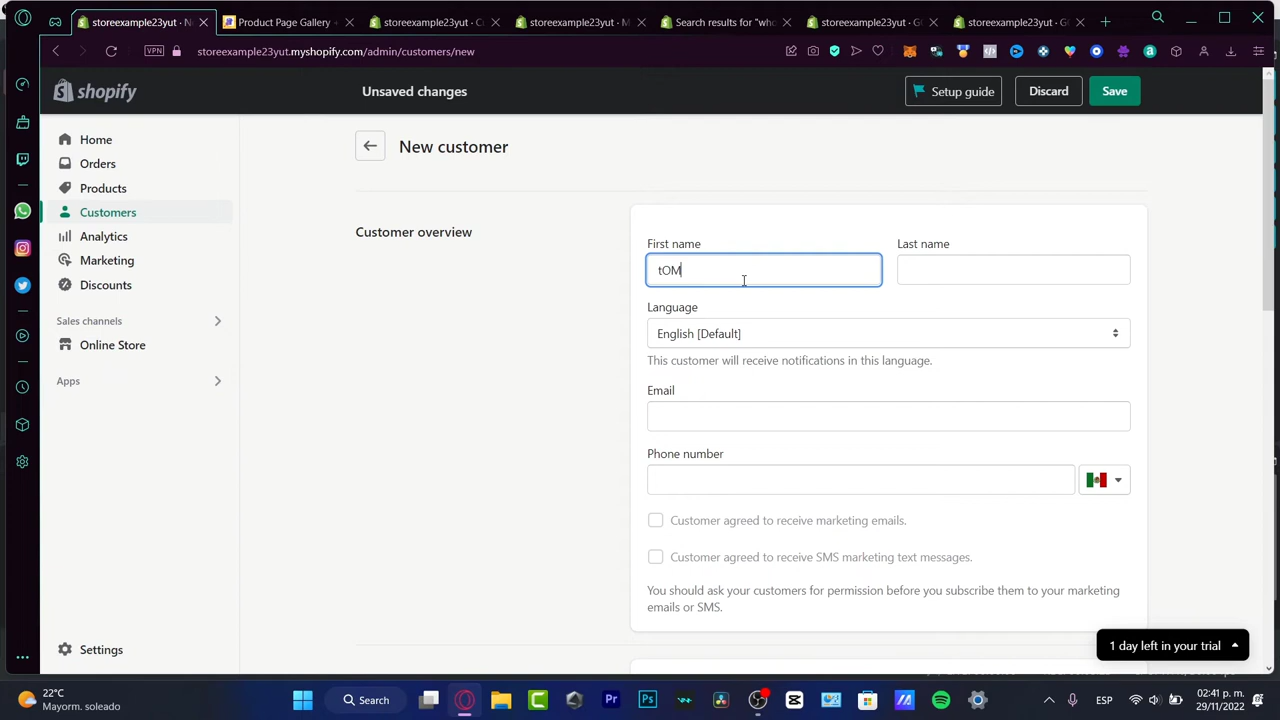 storeexample23yut - N
Product Page Gallery +
storeexample23yut - C
storeexample23yut - M
Search results for "who
storeexample23yut - G
storeexample23yut - G
VPN
storeexample23yut.myshopify.com/admin/customers/new
shopify
Unsaved changes
Setup guide
Discard
Save
Home
Orders
Products
Customers
Analytics
Marketing
Discounts
Sales channels
Online Store
Apps
Settings
New customer
Customer overview
First name
Last name
tOM
Language
English [Default]
This customer will receive notifications in this language.
Email
Phone number
Customer agreed to receive marketing emails.
Customer agreed to receive SMS marketing text messages.
You should ask your customers for permission before you subscribe them to your marketing
emails or SMS.
1 day left in your trial
22°C
Mayorm. soleado
Search
Pr
Ps
ESP
02:41 p. m.
29/11/2022